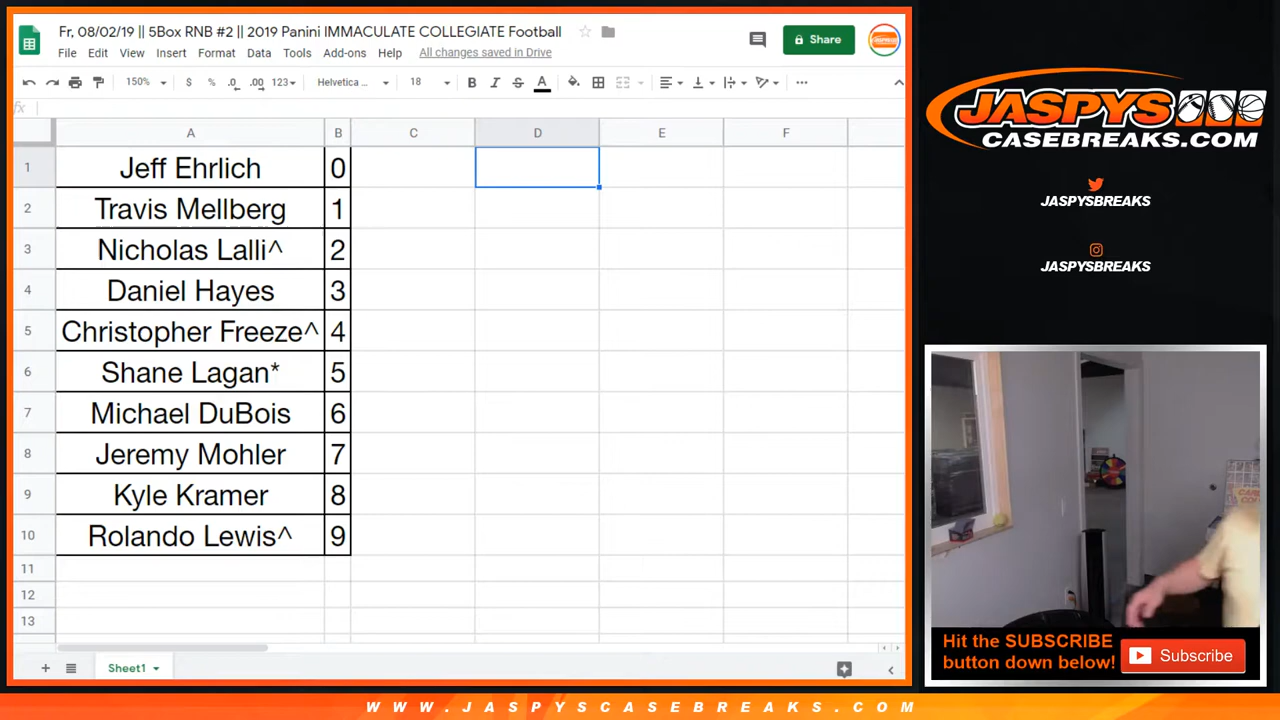 Fr, 08/02/19 || 5Box RNB #2 || 2019 Panini IMMACULATE COLLEGIATE Football
File Edit View Insert Format Data Tools Add-ons Help All changes saved in Drive
Share
150% $ % .0 .00 123 Helvetica ... 18 B I S A ...
fx
A B C D E F
1 Jeff Ehrlich 0
2 Travis Mellberg 1
3 Nicholas Lalli^ 2
4 Daniel Hayes 3
5 Christopher Freeze^ 4
6 Shane Lagan* 5
7 Michael DuBois 6
8 Jeremy Mohler 7
9 Kyle Kramer 8
10 Rolando Lewis^ 9
11
12
13
Sheet1
JASPYS
CASEBREAKS.COM
JASPYSBREAKS
JASPYSBREAKS
Hit the SUBSCRIBE
button down below!
Subscribe
WWW.JASPYSCASEBREAKS.COM